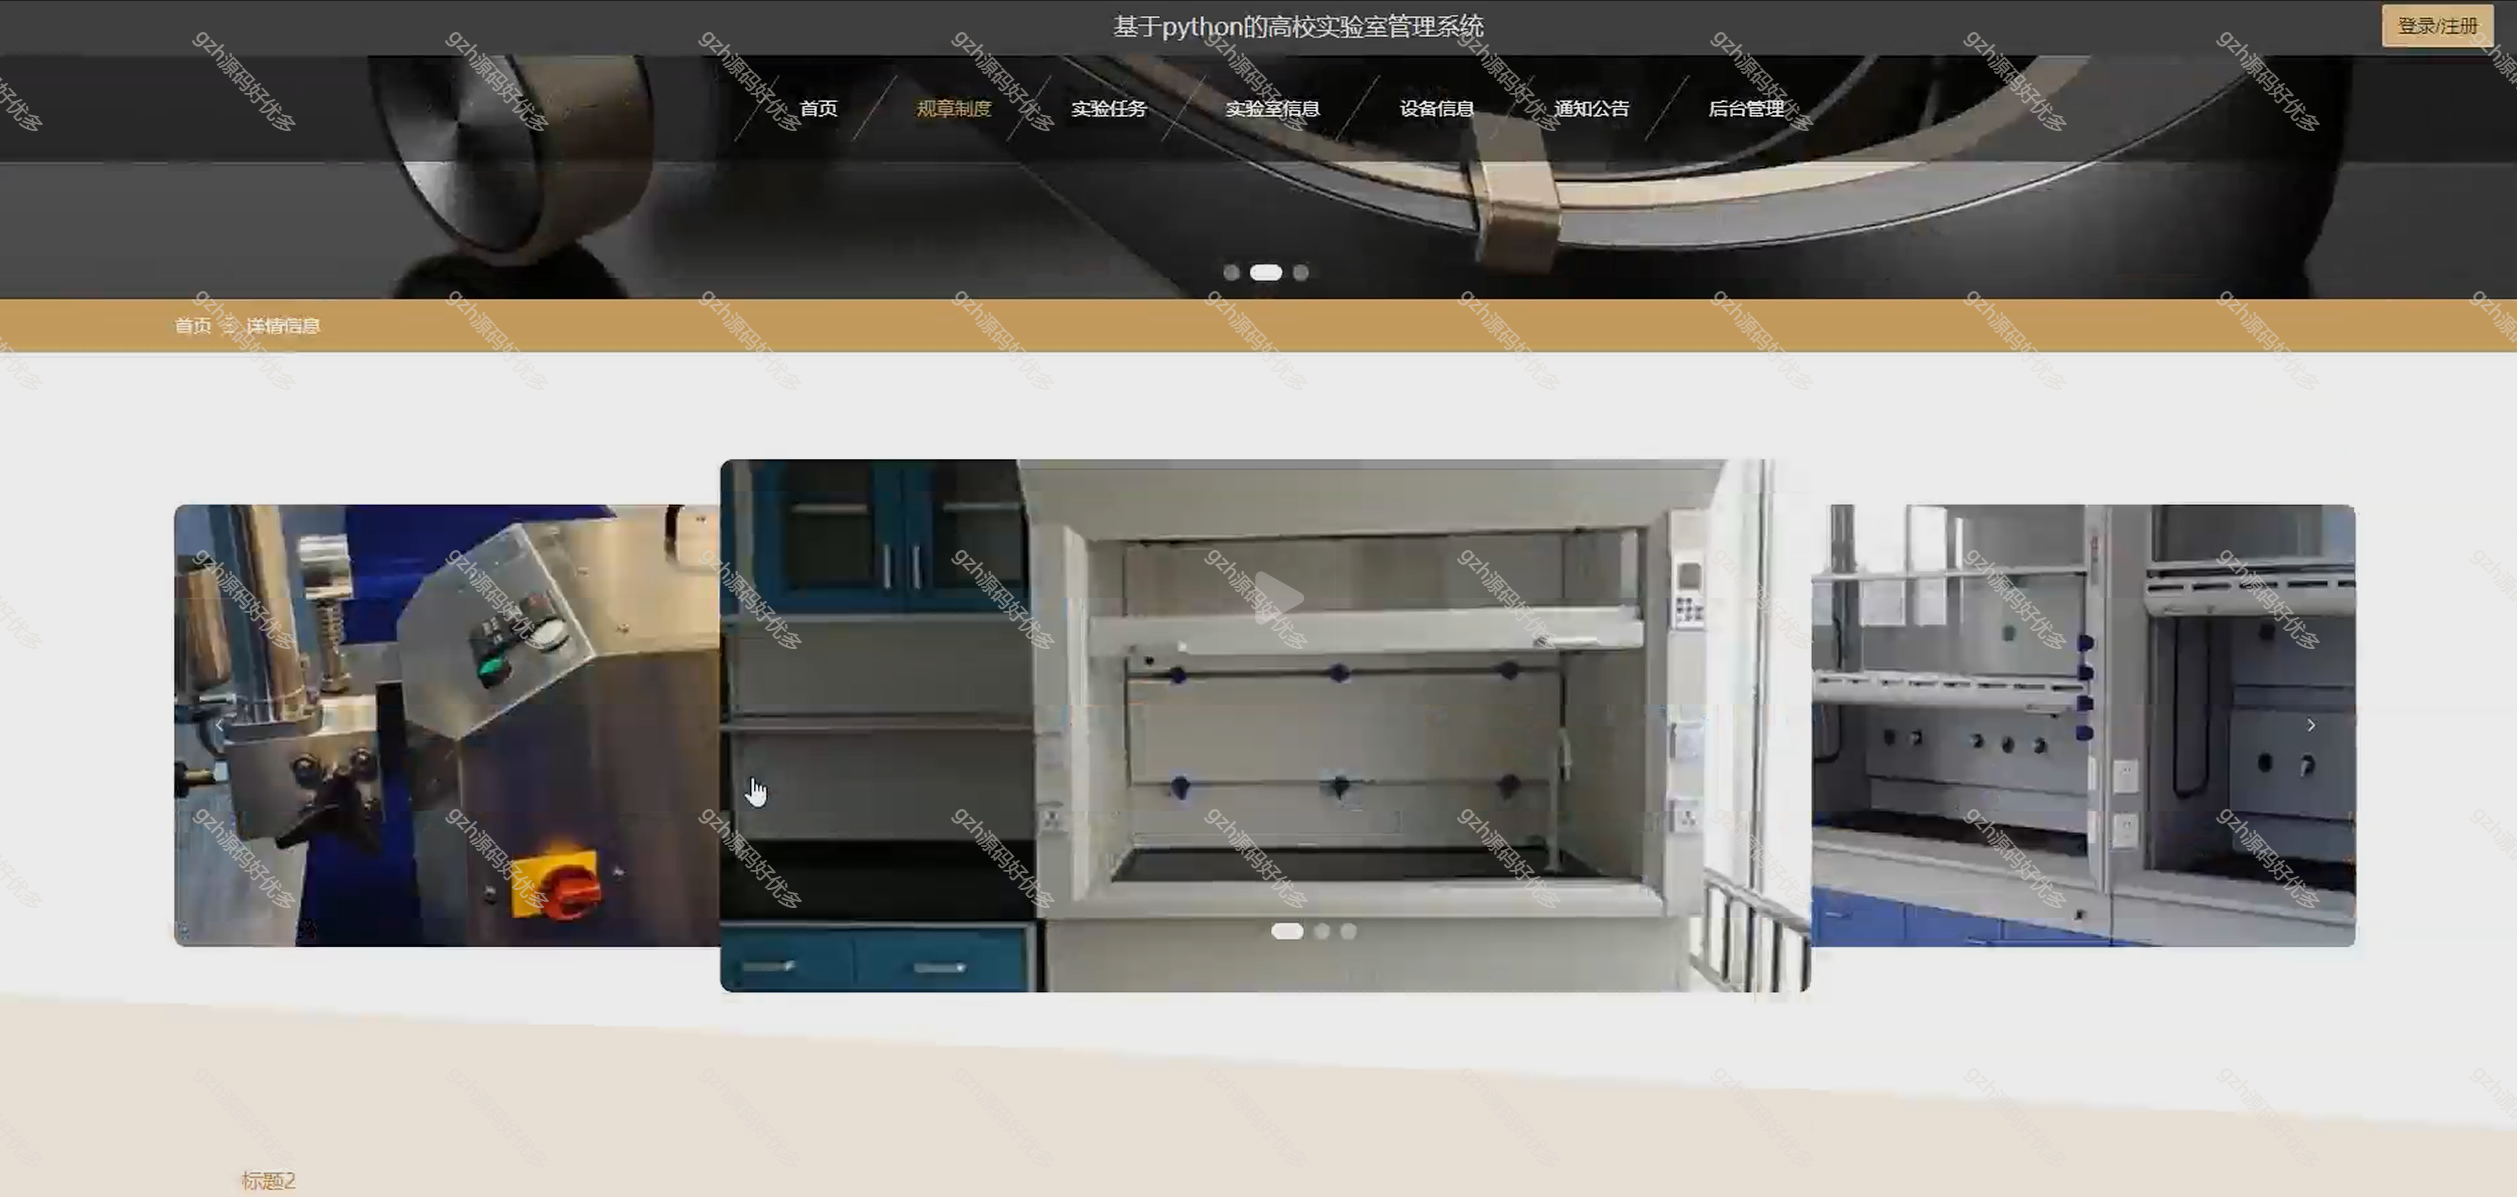 基于python的高校实验室管理系统
登录/注册
首页
规章制度
实验任务
实验室信息
设备信息
通知公告
后台管理
首页
详情信息
标题2
gzh源码好优多